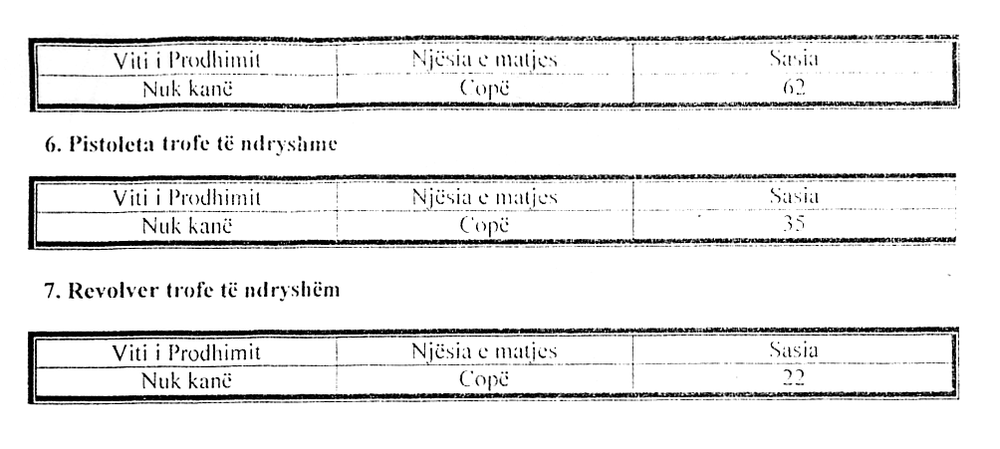 Viti i Prodhimit Njësia e matjes Sasia
Nuk kanë Copë 62
6. Pistoleta trofe të ndryshme
Viti i Prodhimit Njësia e matjes Sasia
Nuk kanë Copë 35
7. Revolver trofe të ndryshëm
Viti i Prodhimit Njësia e matjes Sasia
Nuk kanë Copë 22